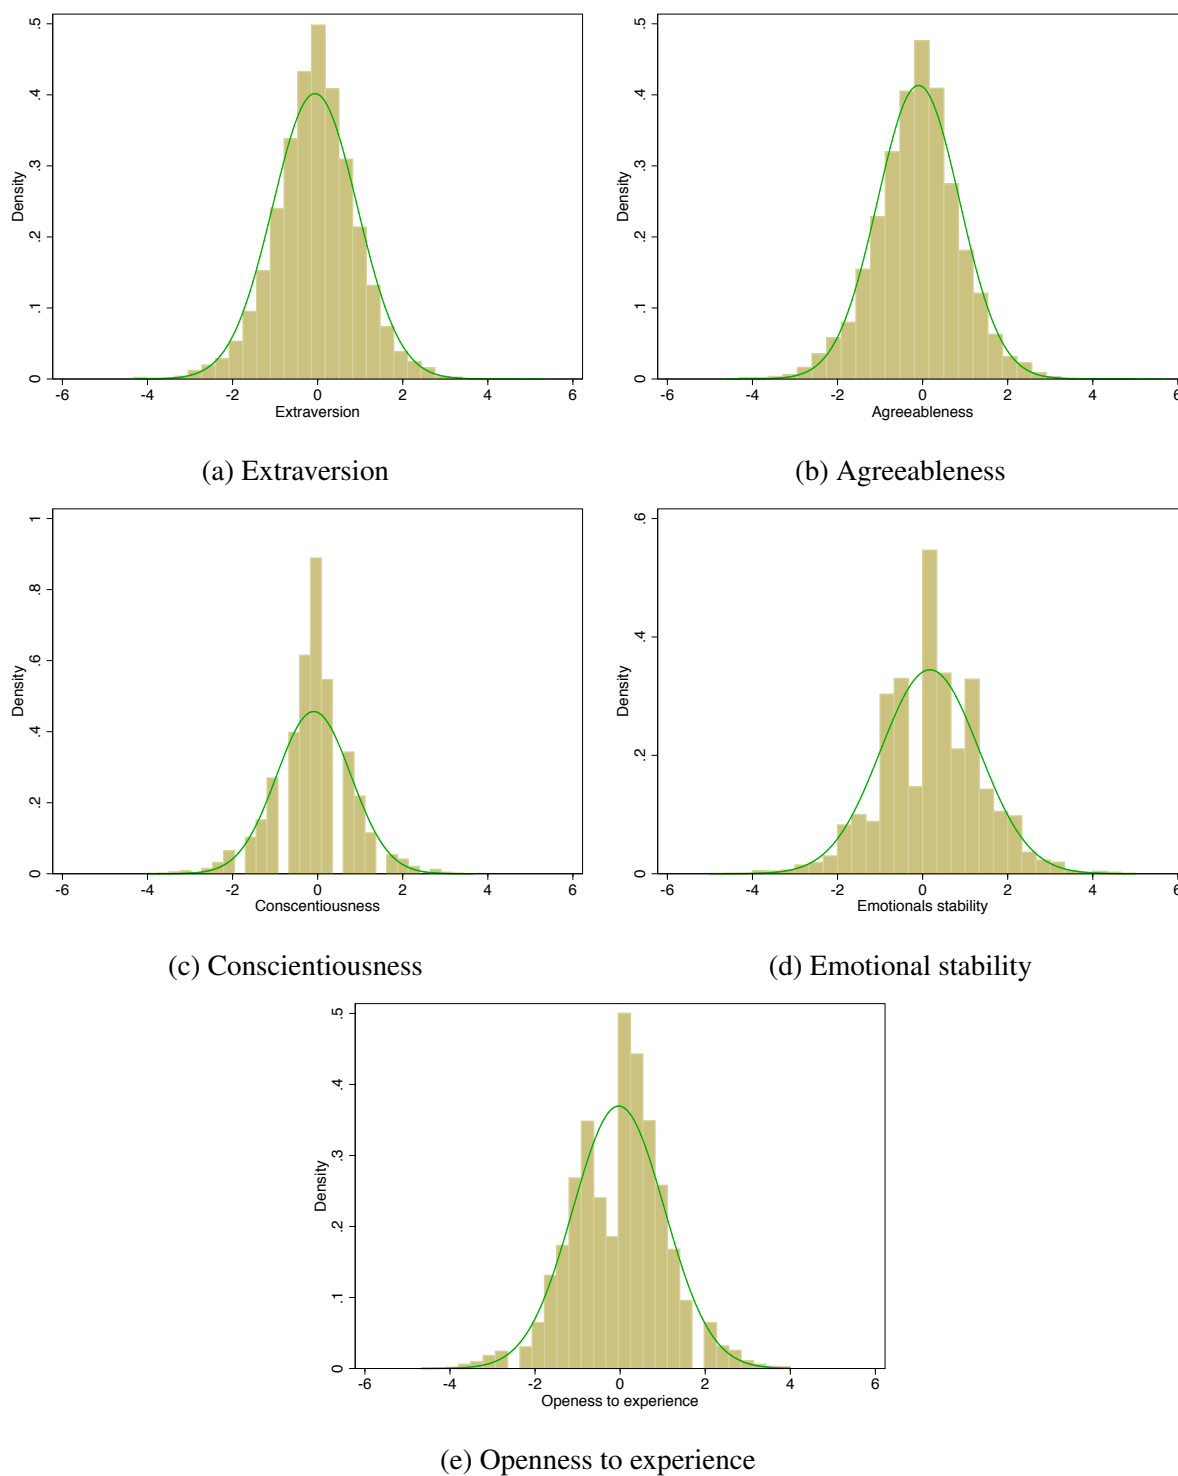 Density
0 .1 .2 .3 .4 .5
-6 -4 -2 0 2 4 6
Extraversion
(a) Extraversion
Density
0 .1 .2 .3 .4 .5
-6 -4 -2 0 2 4 6
Agreeableness
(b) Agreeableness
Density
0 .2 .4 .6 .8 1
-6 -4 -2 0 2 4 6
Conscentiousness
(c) Conscientiousness
Density
0 .2 .4 .6
-6 -4 -2 0 2 4 6
Emotionals stability
(d) Emotional stability
Density
0 .1 .2 .3 .4 .5
-6 -4 -2 0 2 4 6
Openess to experience
(e) Openness to experience